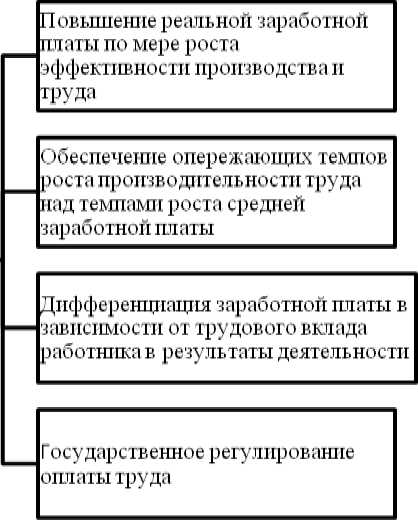 Повышение реальной заработной
платы по мере роста
эффективности производства и
труда
Обеспечение опережающих темпов
роста производительности труда
над темпами роста средней
заработной платы
Дифференциация заработной платы в
зависимости от трудового вклада
работника в результаты деятельности
Государственное регулирование
оплаты труда